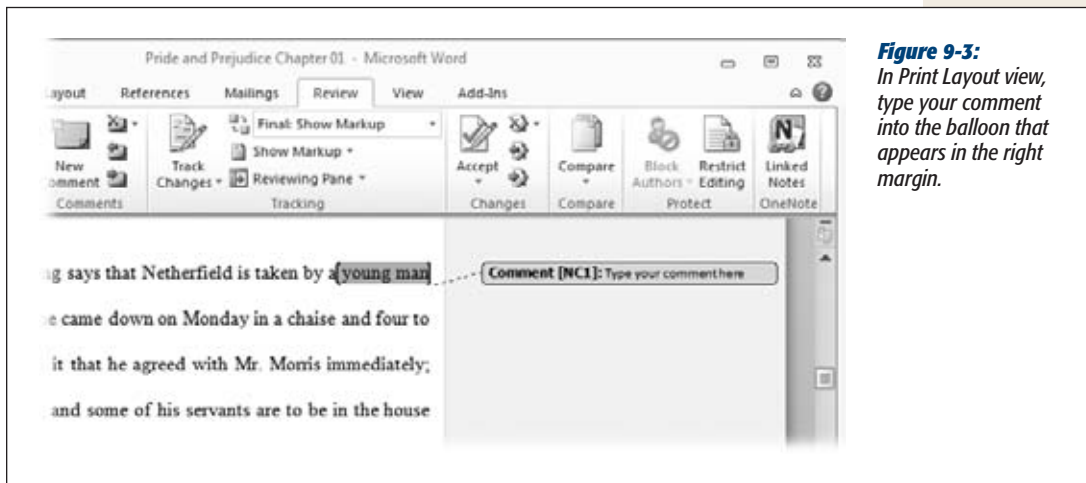 Pride and Prejudice Chapter 01 - Microsoft Word
ayout References Mailings Review View Add-Ins
New
omment
Comments
Track
Changes
Final: Show Markup
Show Markup
Reviewing Pane
Tracking
Accept
Changes
Compare
Compare
Block
Authors
Restrict
Editing
Protect
N
Linked
Notes
OneNote
g says that Netherfield is taken by a young man
e came down on Monday in a chaise and four to
it that he agreed with Mr. Morris immediately;
and some of his servants are to be in the house
Comment [NC1]: Type your comment here
Figure 9-3:
In Print Layout view,
type your comment
into the balloon that
appears in the right
margin.